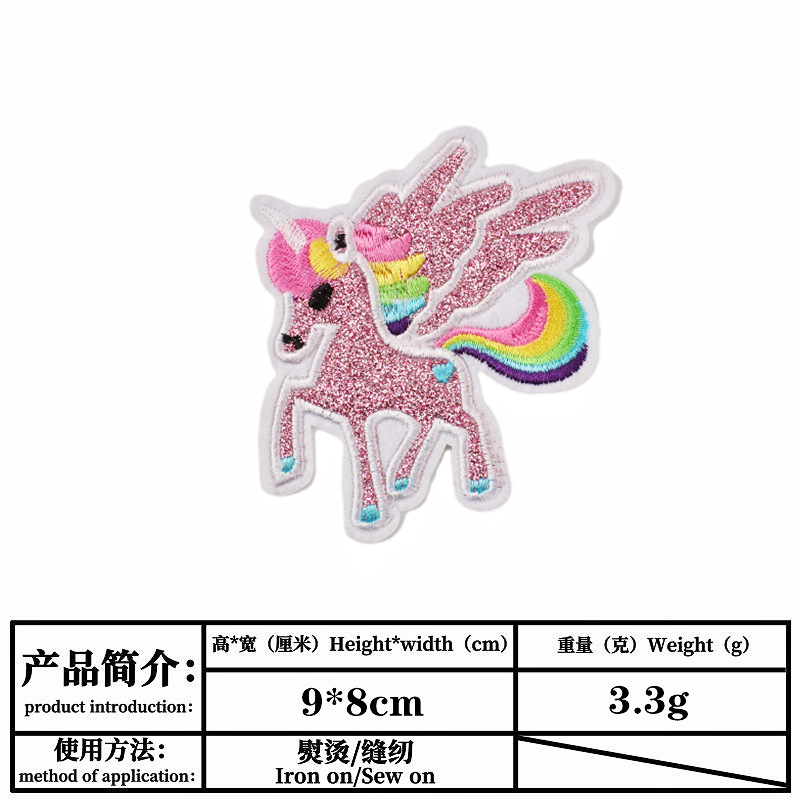 产品简介：
product introduction:
高*宽（厘米）Height*width（cm）
重量（克）Weight（g）
9*8cm
3.3g
使用方法：
method of application:
熨烫/缝纫
Iron on/Sew on